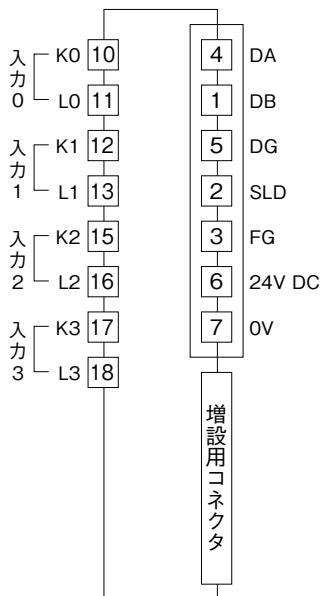 入力0
K0 10
L0 11
入力1
K1 12
L1 13
入力2
K2 15
L2 16
入力3
K3 17
L3 18
4 DA
1 DB
5 DG
2 SLD
3 FG
6 24V DC
7 0V
増設用コネクタ